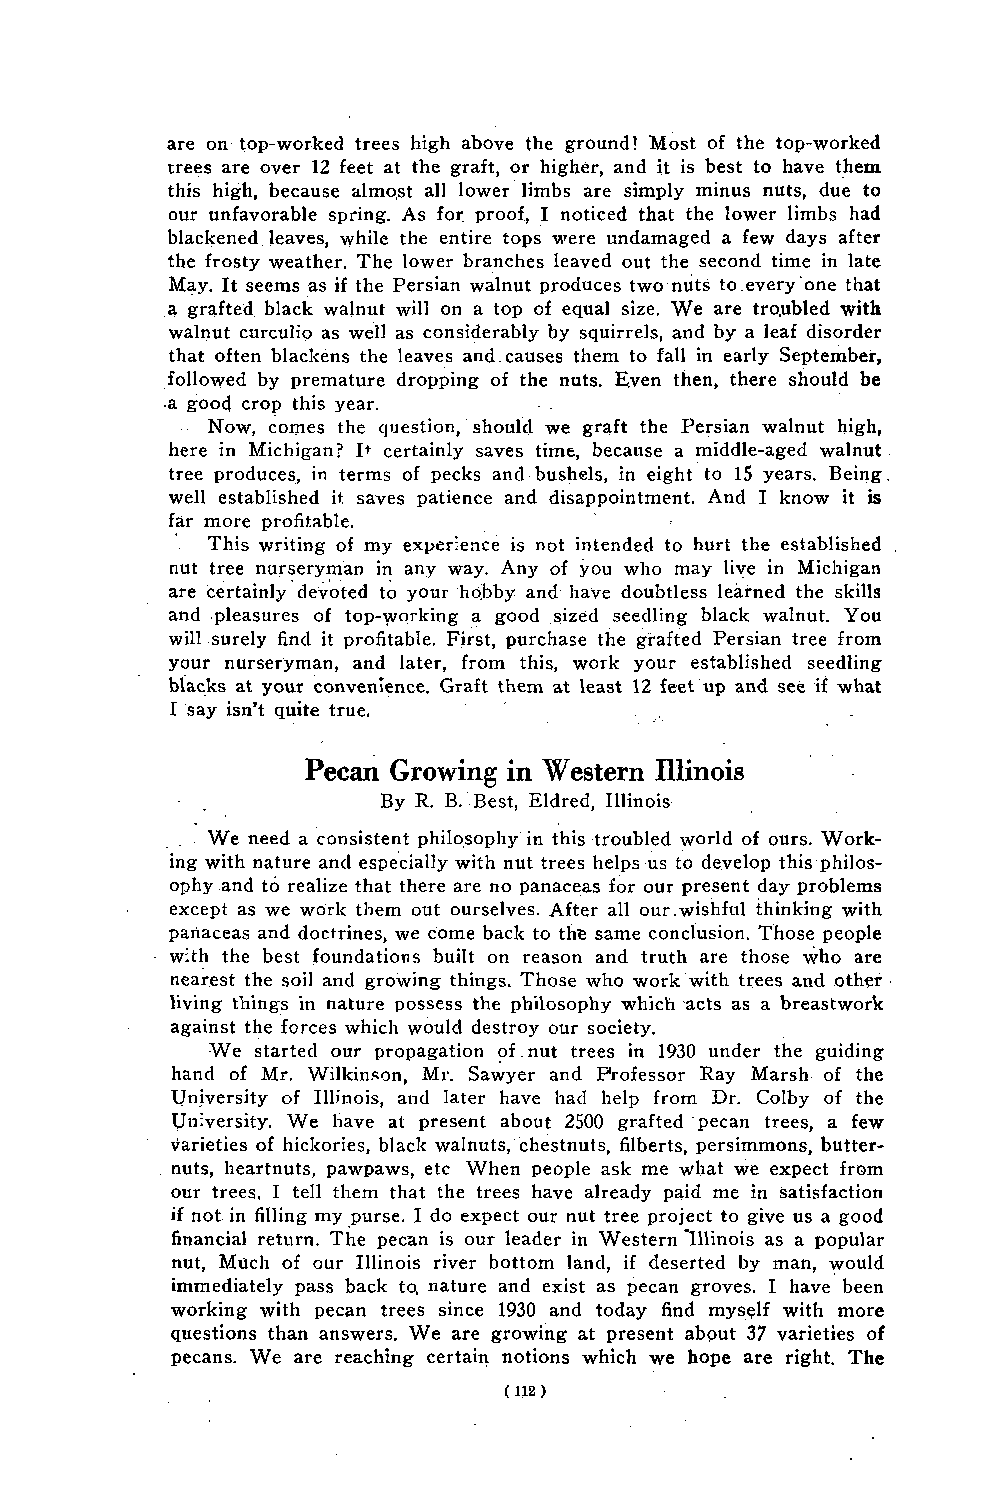 are on top-worked trees high above the ground! Most of the top-worked
trees are over 12 feet at the graft, or higher, and it is best to have them
this high, because almost all lower limbs are simply minus nuts, due to
our unfavorable spring. As for proof, I noticed that the lower limbs had
blackened leaves, while the entire tops were undamaged a few days after
the frosty weather. The lower branches leaved out the second time in late
May. It seems as if the Persian walnut produces two nuts to every one that
a grafted black walnut will on a top of equal size. We are troubled with
walnut curculio as well as considerably by squirrels, and by a leaf disorder
that often blackens the leaves and causes them to fall in early September,
followed by premature dropping of the nuts. Even then, there should be
a good crop this year.
Now, comes the question, should we graft the Persian walnut high,
here in Michigan? It certainly saves time, because a middle-aged walnut
tree produces, in terms of pecks and bushels, in eight to 15 years. Being
well established it saves patience and disappointment. And I know it is
far more profitable.
This writing of my experience is not intended to hurt the established
nut tree nurseryman in any way. Any of you who may live in Michigan
are certainly devoted to your hobby and have doubtless learned the skills
and pleasures of top-working a good sized seedling black walnut. You
will surely find it profitable. First, purchase the grafted Persian tree from
your nurseryman, and later, from this, work your established seedling
blacks at your convenience. Graft them at least 12 feet up and see if what
I say isn't quite true.
Pecan Growing in Western Illinois
By R. B. Best, Eldred, Illinois
We need a consistent philosophy in this troubled world of ours. Work-
ing with nature and especially with nut trees helps us to develop this philos-
ophy and to realize that there are no panaceas for our present day problems
except as we work them out ourselves. After all our wishful thinking with
panaceas and doctrines, we come back to the same conclusion. Those people
with the best foundations built on reason and truth are those who are
nearest the soil and growing things. Those who work with trees and other
living things in nature possess the philosophy which acts as a breastwork
against the forces which would destroy our society.
We started our propagation of nut trees in 1930 under the guiding
hand of Mr. Wilkinson, Mr. Sawyer and Professor Ray Marsh of the
University of Illinois, and later have had help from Dr. Colby of the
University. We have at present about 2500 grafted pecan trees, a few
varieties of hickories, black walnuts, chestnuts, filberts, persimmons, butter-
nuts, heartnuts, pawpaws, etc When people ask me what we expect from
our trees, I tell them that the trees have already paid me in satisfaction
if not in filling my purse. I do expect our nut tree project to give us a good
financial return. The pecan is our leader in Western Illinois as a popular
nut, Much of our Illinois river bottom land, if deserted by man, would
immediately pass back to nature and exist as pecan groves. I have been
working with pecan trees since 1930 and today find myself with more
questions than answers. We are growing at present about 37 varieties of
pecans. We are reaching certain notions which we hope are right. The
( 112 )